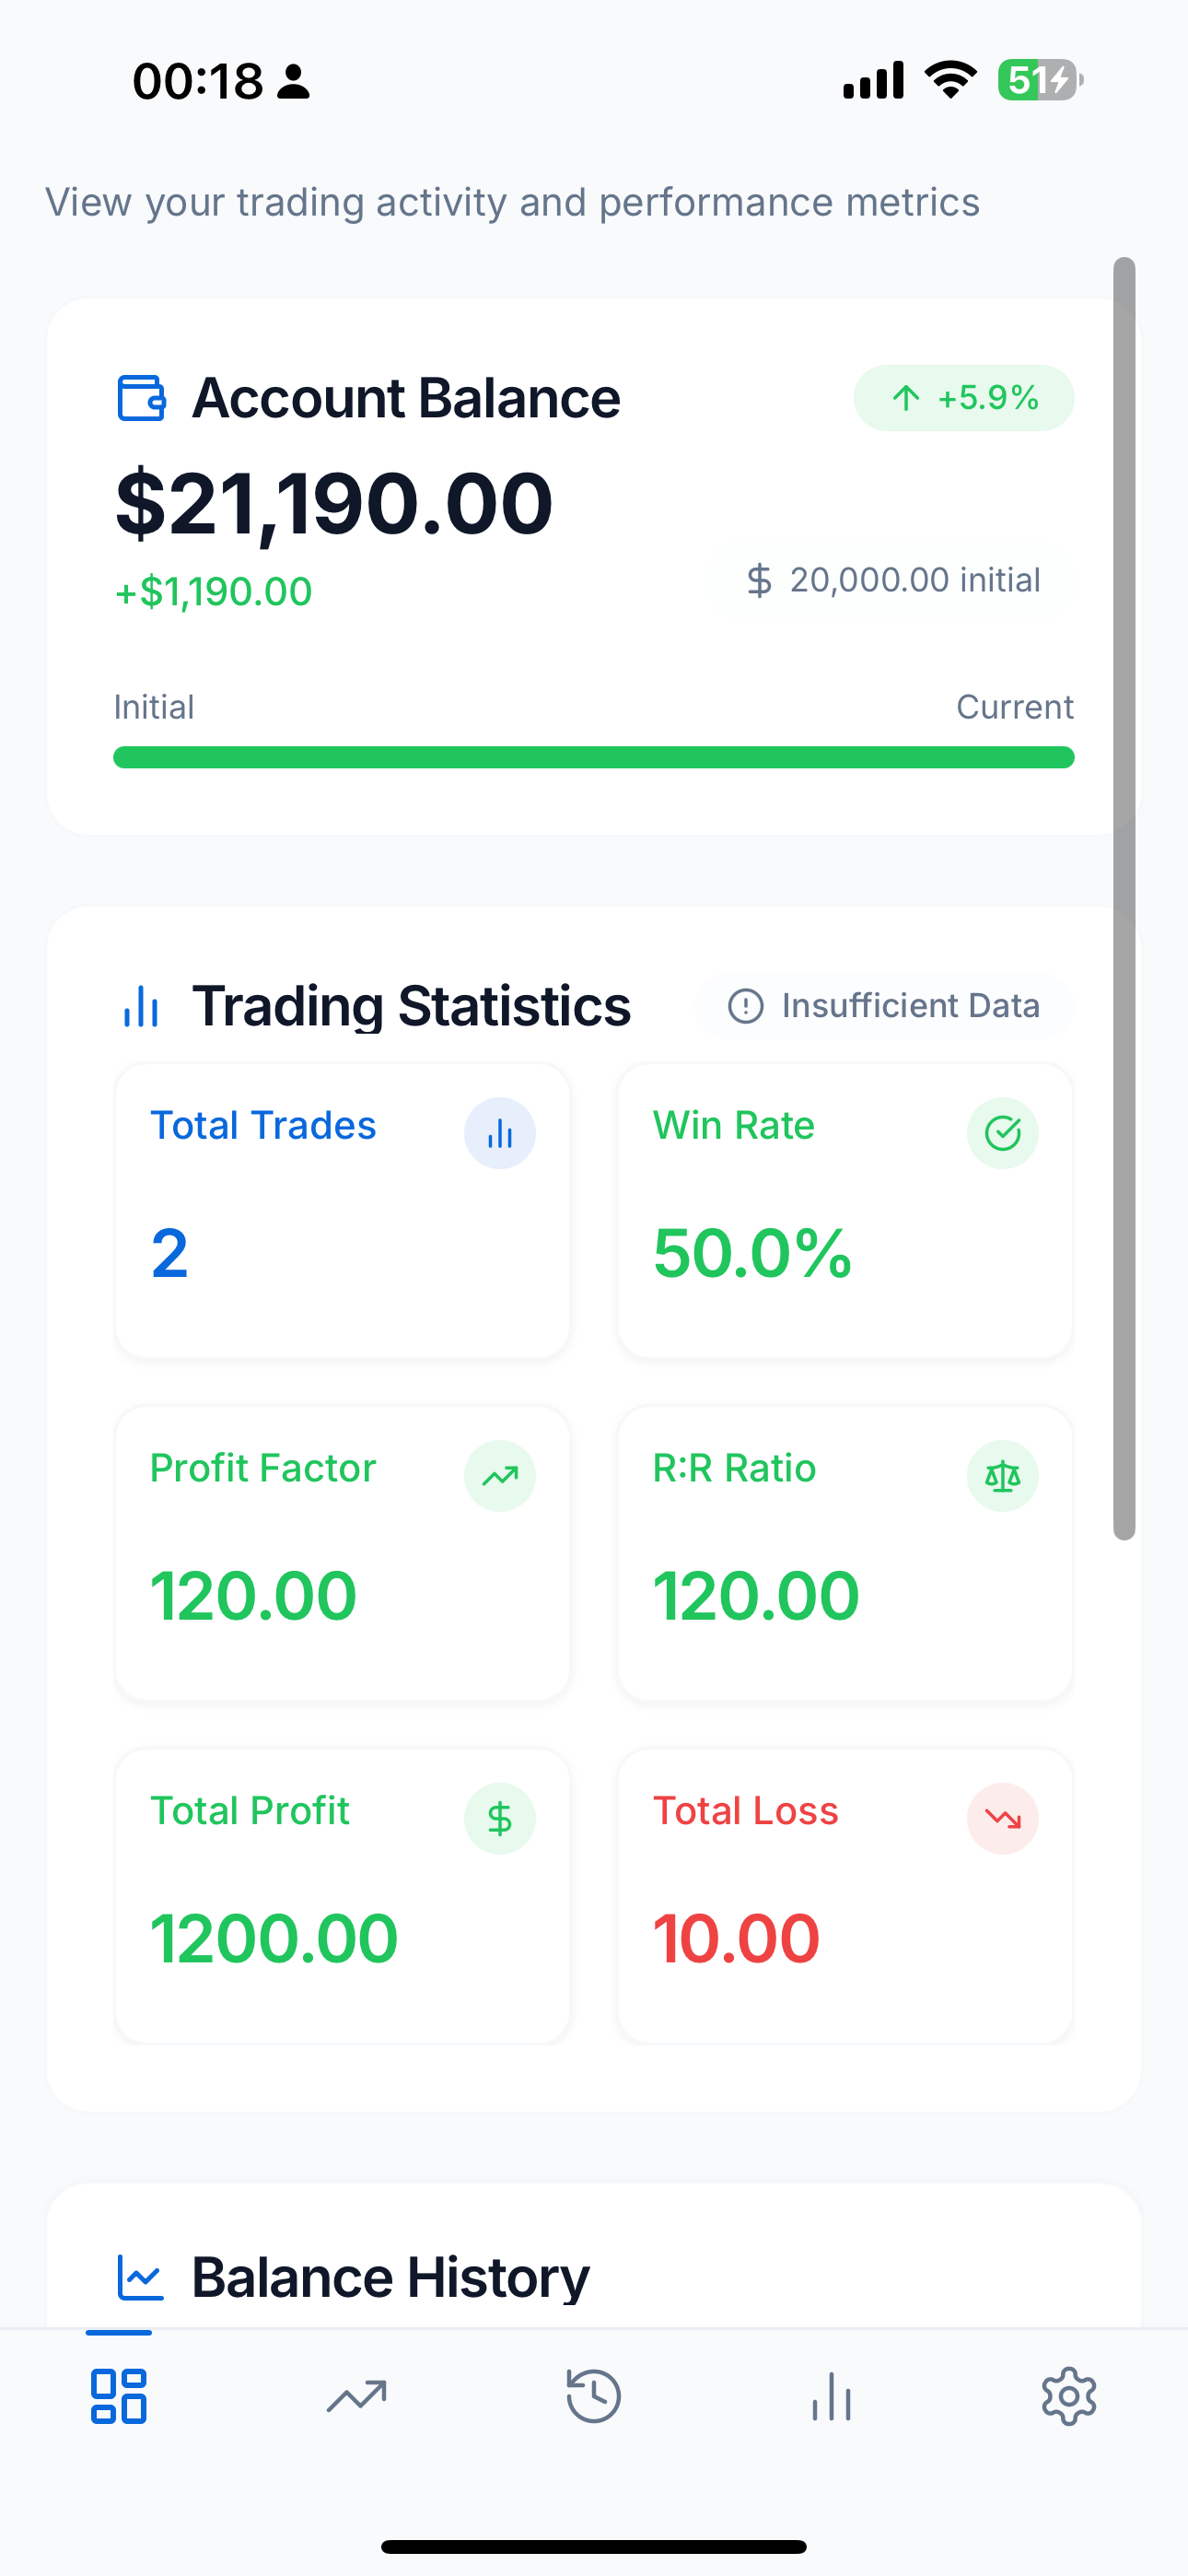 00:18
51
View your trading activity and performance metrics
Account Balance
+5.9%
$21,190.00
+$1,190.00
$ 20,000.00 initial
Initial
Current
Trading Statistics
Insufficient Data
Total Trades
2
Win Rate
50.0%
Profit Factor
120.00
R:R Ratio
120.00
Total Profit
$
1200.00
Total Loss
10.00
Balance History